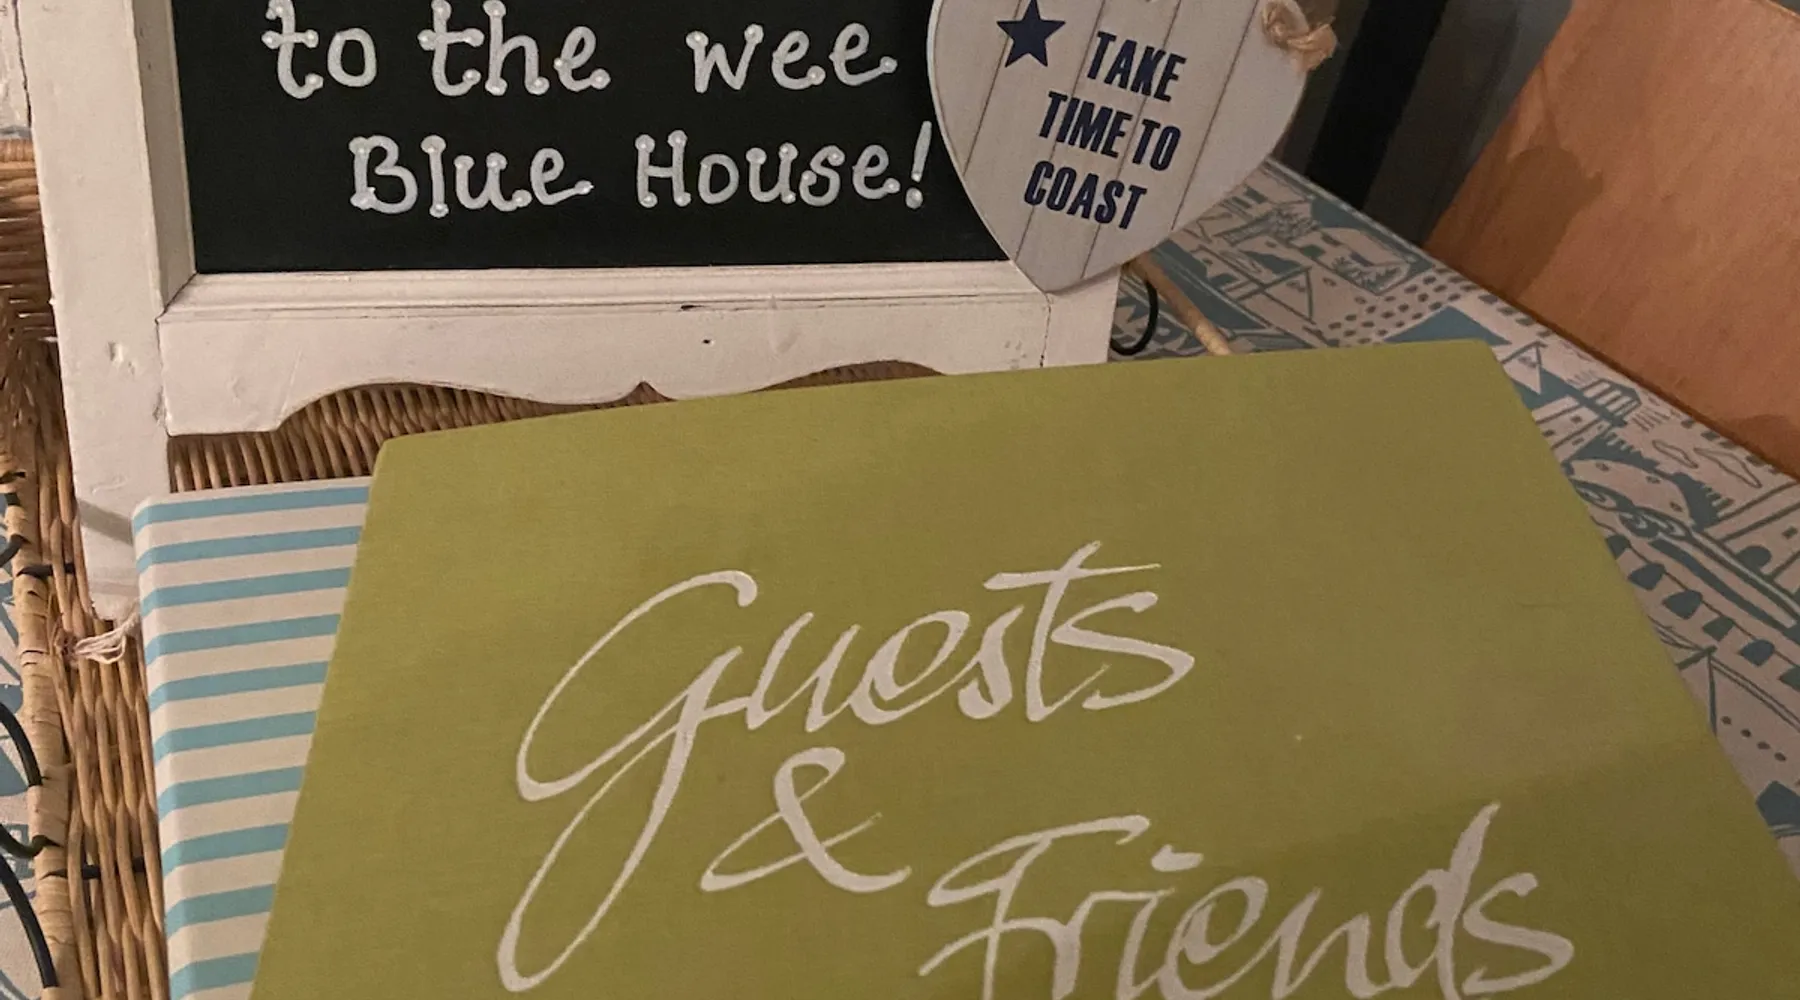 to the wee
Blue House!
TAKE
TIME TO
COAST
Guests
&
Friends